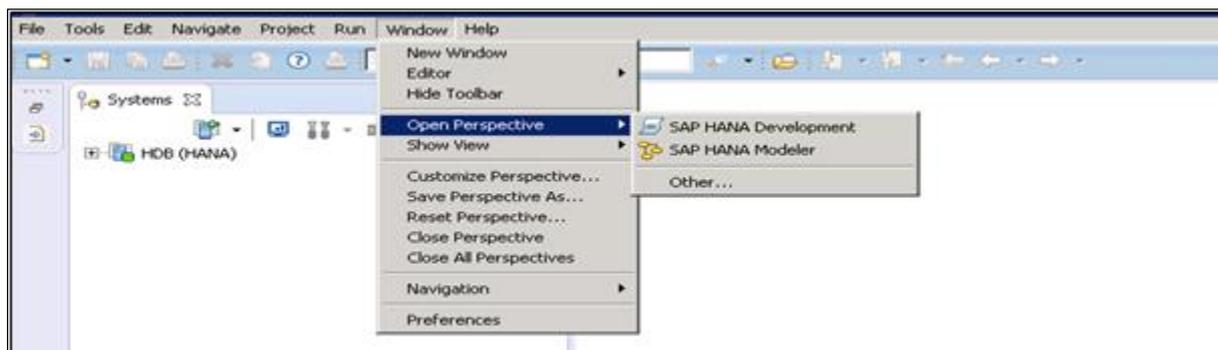 File Tools Edit Navigate Project Run Window Help
New Window
Editor
Hide Toolbar
Systems
Open Perspective
SAP HANA Development
Show View
SAP HANA Modeler
HDB (HANA)
Other...
Customize Perspective...
Save Perspective As...
Reset Perspective...
Close Perspective
Close All Perspectives
Navigation
Preferences